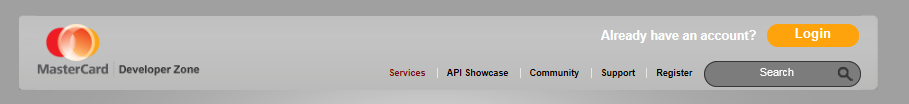 Already have an account? Login
MasterCard Developer Zone
Services API Showcase Community Support Register Search